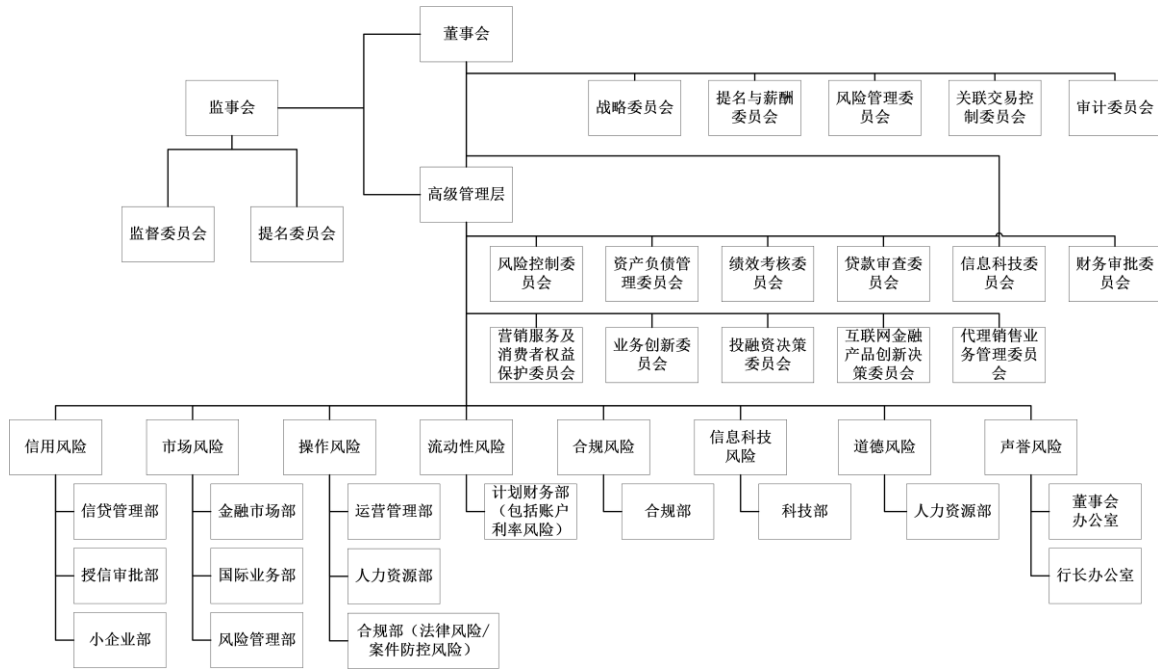 董事会
监事会
战略委员会
提名与薪酬
委员会
风险管理委
员会
关联交易控
制委员会
审计委员会
高级管理层
监督委员会
提名委员会
风险控制委
员会
资产负债管
理委员会
绩效考核委
员会
贷款审查委
员会
信息科技委
员会
财务审批委
员会
营销服务及
消费者权益
保护委员会
业务创新委
员会
投融资决策
委员会
互联网金融
产品创新决
策委员会
代理销售业
务管理委员
会
信用风险
市场风险
操作风险
流动性风险
合规风险
信息科技
风险
道德风险
声誉风险
信贷管理部
金融市场部
运营管理部
计划财务部
（包括账户
利率风险）
合规部
科技部
人力资源部
董事会
办公室
授信审批部
国际业务部
人力资源部
行长办公室
小企业部
风险管理部
合规部（法律风险/
案件防控风险）